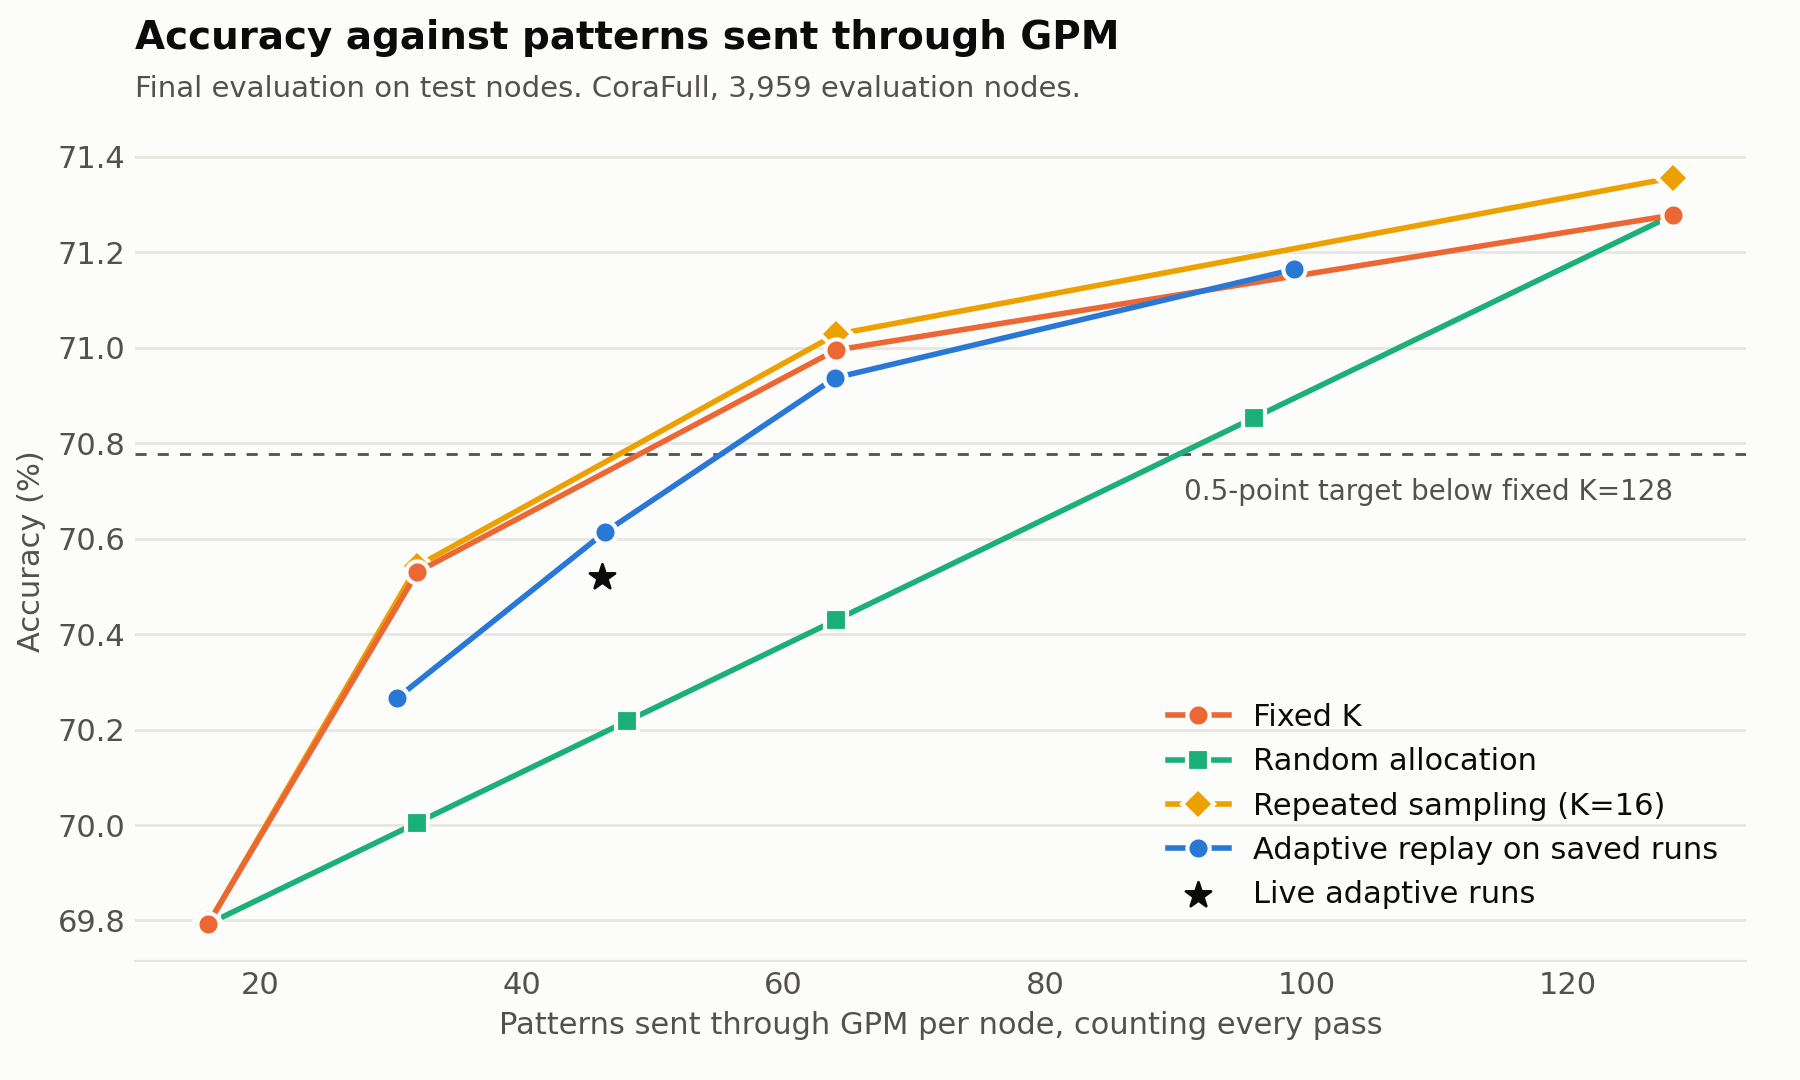 Accuracy against patterns sent through GPM
Final evaluation on test nodes. CoraFull, 3,959 evaluation nodes.
Accuracy (%)
71.4
71.2
71.0
70.8
70.6
70.4
70.2
70.0
69.8
0.5-point target below fixed K=128
Fixed K
Random allocation
Repeated sampling (K=16)
Adaptive replay on saved runs
Live adaptive runs
20 40 60 80 100 120
Patterns sent through GPM per node, counting every pass